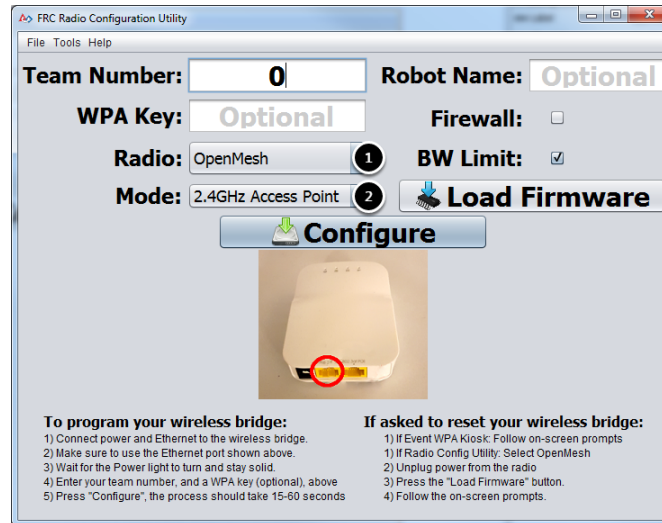 FRC Radio Configuration Utility
File Tools Help
Team Number: 0 Robot Name: Optional
WPA Key: Optional Firewall:
Radio: OpenMesh 1 BW Limit:
Mode: 2.4GHz Access Point 2 Load Firmware
Configure
To program your wireless bridge:
1) Connect power and Ethernet to the wireless bridge.
2) Make sure to use the Ethernet port shown above.
3) Wait for the Power light to turn and stay solid.
4) Enter your team number, and a WPA key (optional), above
5) Press "Configure", the process should take 15-60 seconds
If asked to reset your wireless bridge:
1) If Event WPA Kiosk: Follow on-screen prompts
1) If Radio Config Utility: Select OpenMesh
2) Unplug power from the radio
3) Press the "Load Firmware" button.
4) Follow the on-screen prompts.